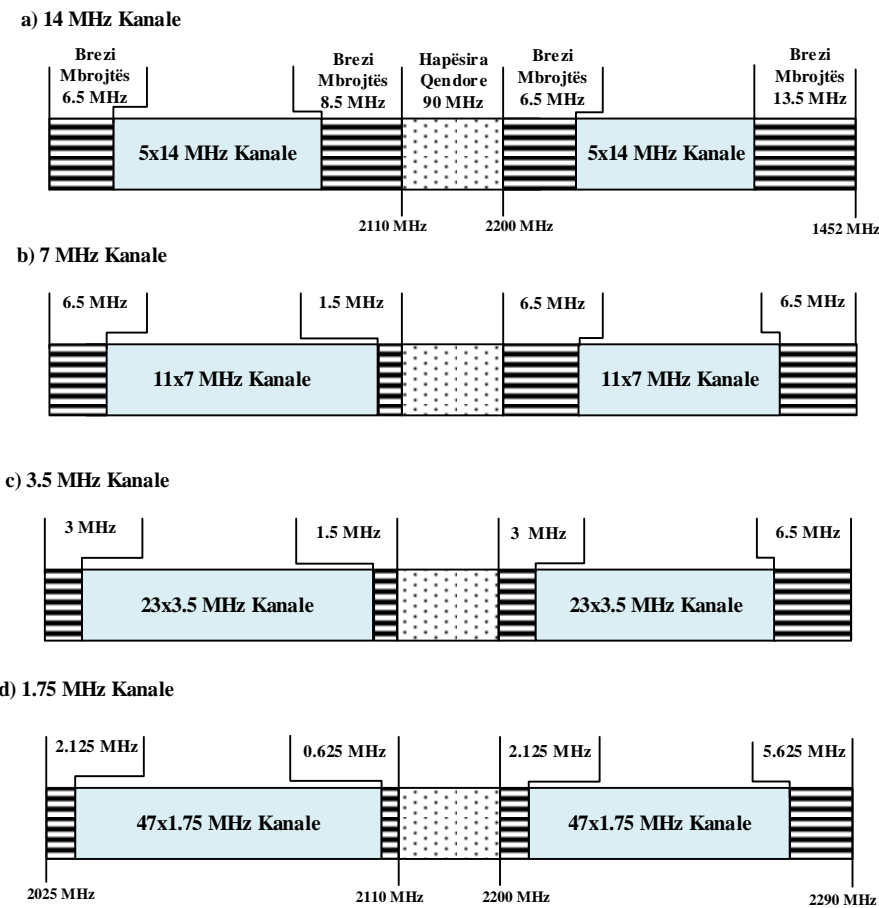 a) 14 MHz Kanale
Brezi
Mbrojtës
6.5 MHz
Brezi
Mbrojtës
8.5 MHz
Hapësira
Qendore
90 MHz
Brezi
Mbrojtës
6.5 MHz
Brezi
Mbrojtës
13.5 MHz
5x14 MHz Kanale
5x14 MHz Kanale
2110 MHz
2200 MHz
1452 MHz
b) 7 MHz Kanale
6.5 MHz
1.5 MHz
6.5 MHz
6.5 MHz
11x7 MHz Kanale
11x7 MHz Kanale
c) 3.5 MHz Kanale
3 MHz
1.5 MHz
3 MHz
6.5 MHz
23x3.5 MHz Kanale
23x3.5 MHz Kanale
d) 1.75 MHz Kanale
2.125 MHz
0.625 MHz
2.125 MHz
5.625 MHz
47x1.75 MHz Kanale
47x1.75 MHz Kanale
2025 MHz
2110 MHz
2200 MHz
2290 MHz